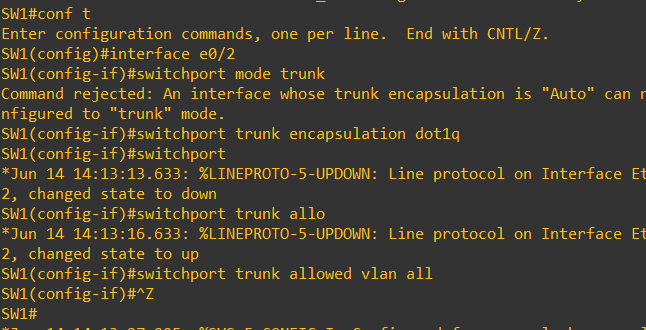 SW1#conf t
Enter configuration commands, one per line.  End with CNTL/Z.
SW1(config)#interface e0/2
SW1(config-if)#switchport mode trunk
Command rejected: An interface whose trunk encapsulation is "Auto" can
nfigured to "trunk" mode.
SW1(config-if)#switchport trunk encapsulation dot1q
SW1(config-if)#switchport
*Jun 14 14:13:13.633: %LINEPROTO-5-UPDOWN: Line protocol on Interface Et
2, changed state to down
SW1(config-if)#switchport trunk allo
*Jun 14 14:13:16.633: %LINEPROTO-5-UPDOWN: Line protocol on Interface Et
2, changed state to up
SW1(config-if)#switchport trunk allowed vlan all
SW1(config-if)#^Z
SW1#